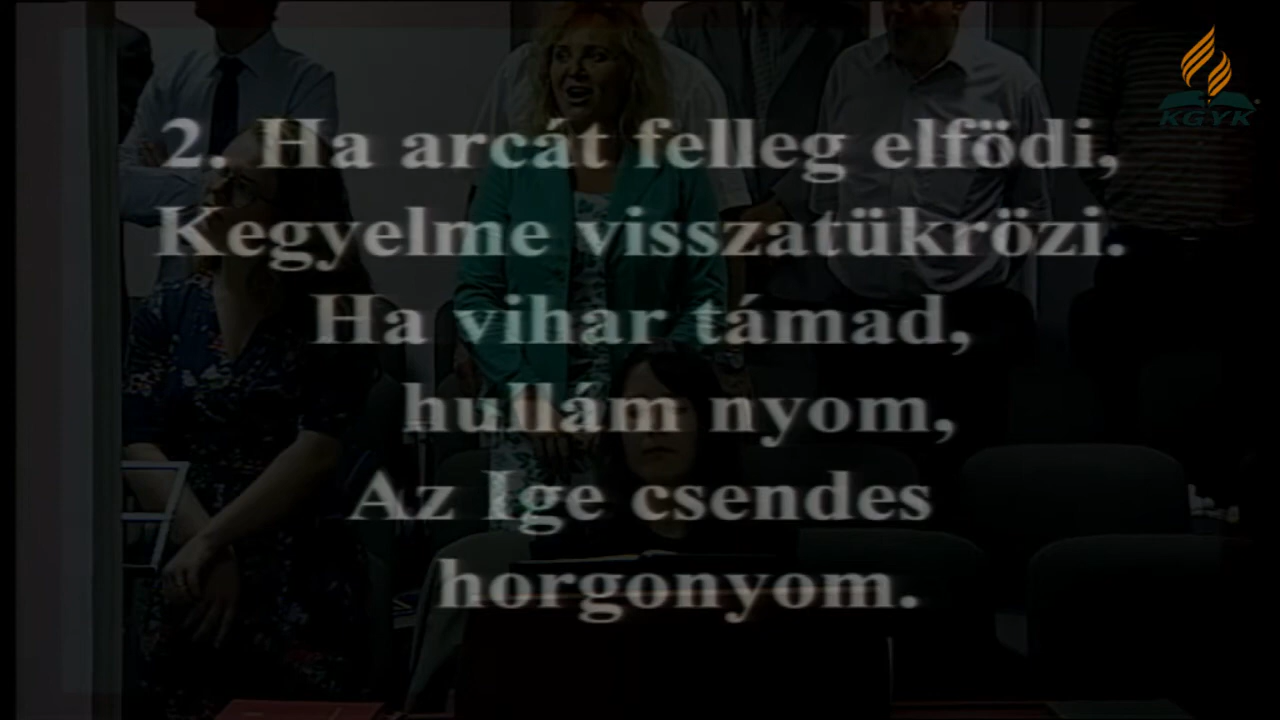 KGYK
2. Ha arcát felleg elfödi,
Kegyelme visszatükrözi.
Ha vihar támad,
hullám nyom,
Az Ige csendes
horgonyom.